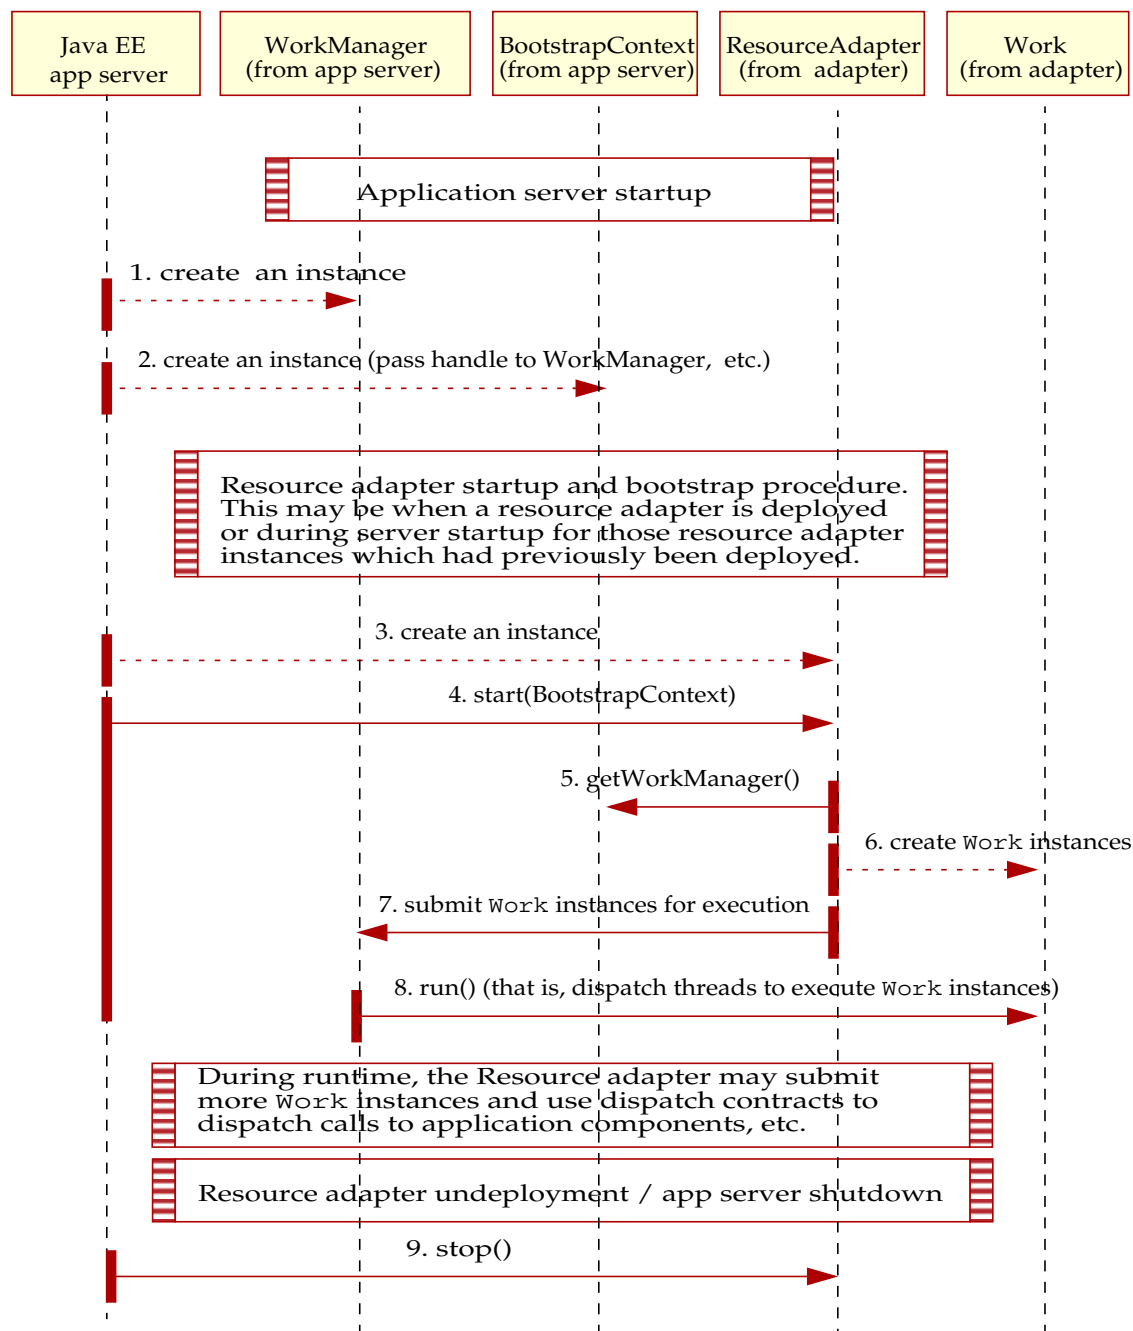 Java EE
app server
WorkManager
(from app server)
BootstrapContext
(from app server)
ResourceAdapter
(from  adapter)
Work
(from adapter)
Application server startup
1. create  an instance
2. create an instance (pass handle to WorkManager,  etc.)
Resource adapter startup and bootstrap procedure.
This may be when a resource adapter is deployed
or during server startup for those resource adapter
instances which had previously been deployed.
3. create an instance
4. start(BootstrapContext)
5. getWorkManager()
6. create Work instances
7. submit Work instances for execution
8. run() (that is, dispatch threads to execute Work instances)
During runtime, the Resource adapter may submit
more Work instances and use dispatch contracts to
dispatch calls to application components, etc.
Resource adapter undeployment / app server shutdown
9. stop()